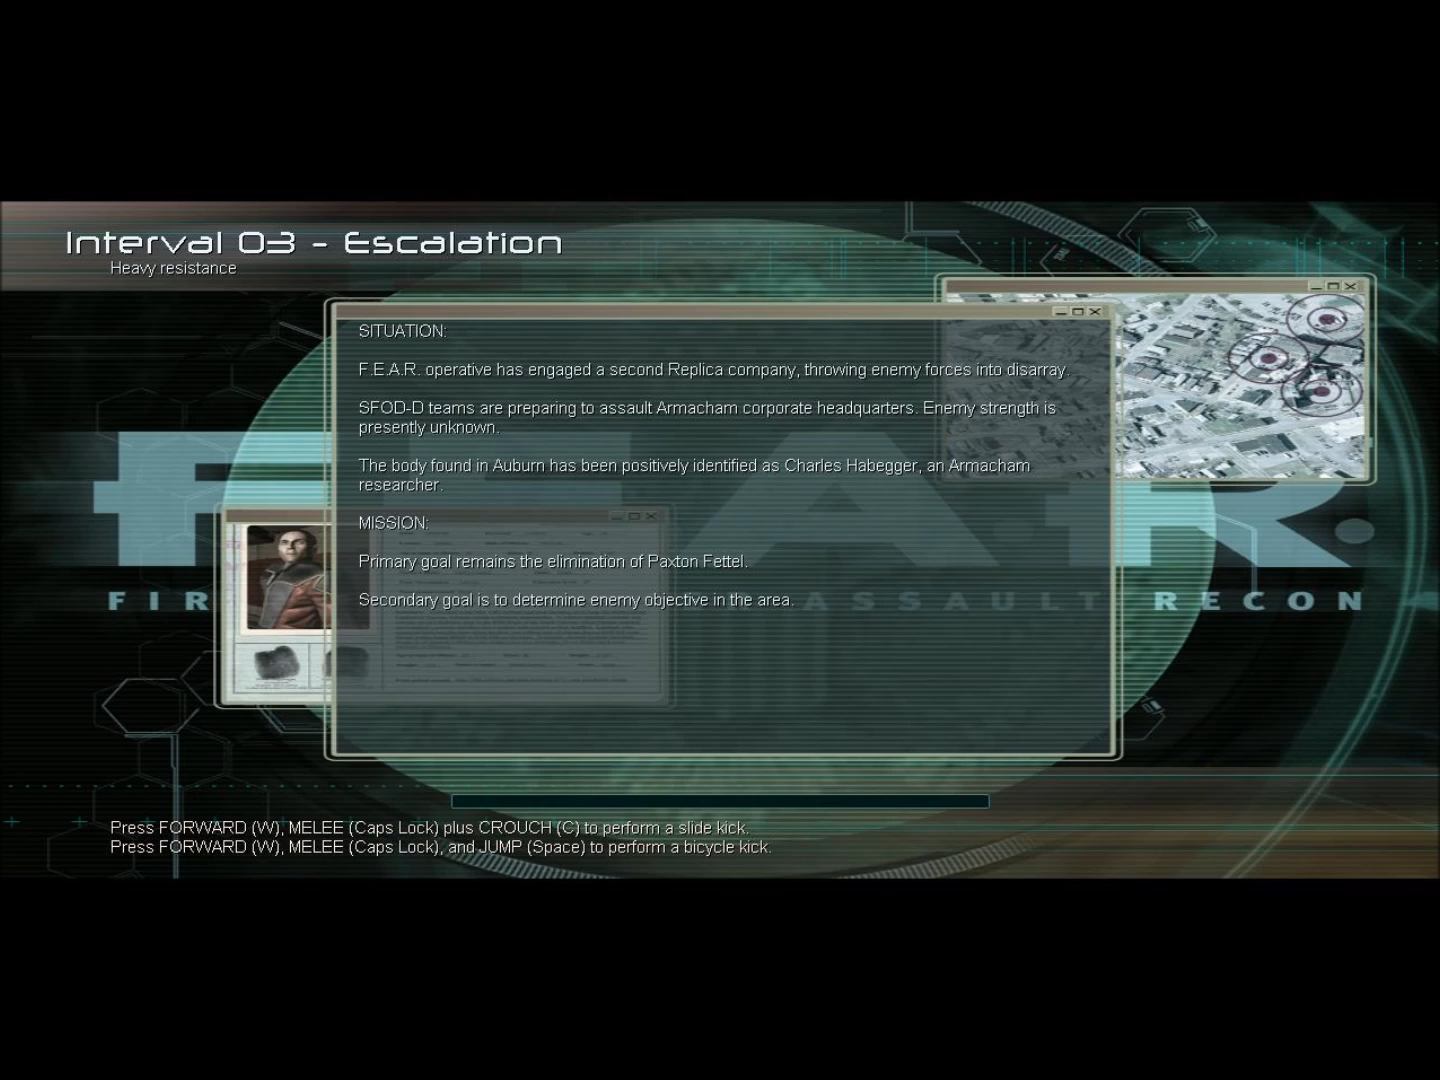 Interval 03 - Escalation
Heavy resistance
SITUATION:
F.E.A.R. operative has engaged a second Replica company, throwing enemy forces into disarray.
SFOD-D teams are preparing to assault Armacham corporate headquarters. Enemy strength is
presently unknown.
The body found in Auburn has been positively identified as Charles Habegger, an Armacham
researcher.
MISSION:
Primary goal remains the elimination of Paxton Fettel.
Secondary goal is to determine enemy objective in the area.
F.E.A.R.
FIR ASSAULT RECON
Press FORWARD (W), MELEE (Caps Lock) plus CROUCH (C) to perform a slide kick.
Press FORWARD (W), MELEE (Caps Lock), and JUMP (Space) to perform a bicycle kick.